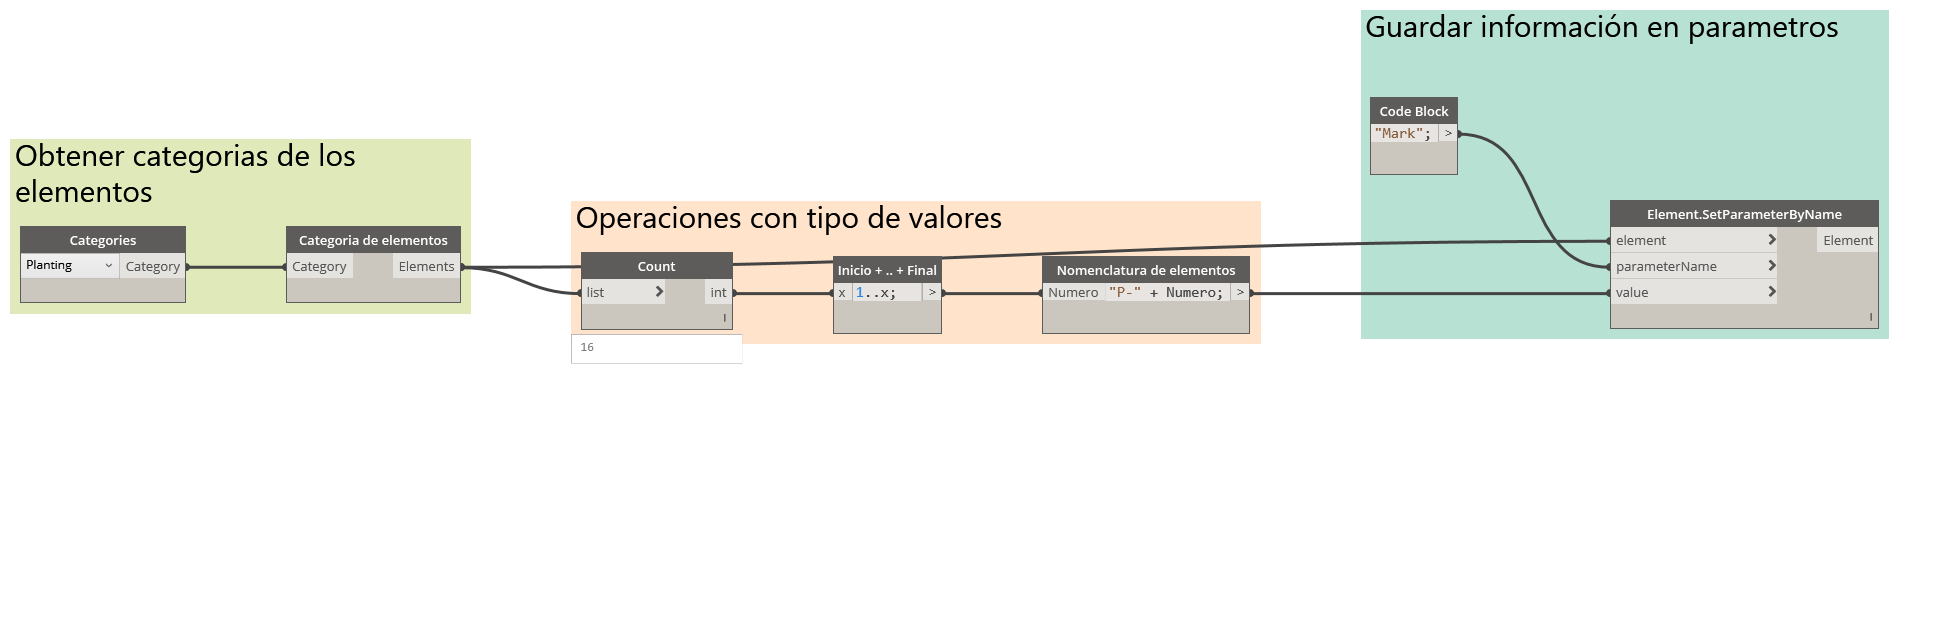 Guardar información en parametros
Code Block
"Mark"; >
Obtener categorias de los
elementos
Categories
Planting Category
Categoria de elementos
Category Elements
Operaciones con tipo de valores
Count
list int
l
16
Inicio + .. + Final
x 1..x; >
Nomenclatura de elementos
Numero "P-" + Numero; >
Element.SetParameterByName
element Element
parameterName
value
l